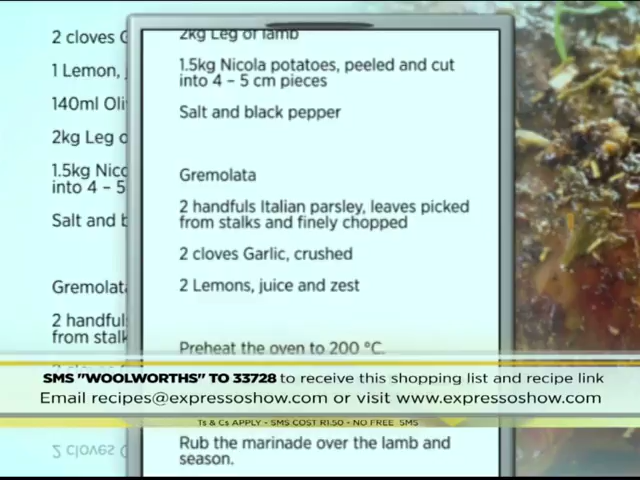 2 cloves G
1 Lemon,
140ml Oli
2kg Leg o
1.5kg Nico
into 4 – 5
Salt and b
Gremolata
2 handful
from stalk
2 cloves G
2kg Leg of lamb
1.5kg Nicola potatoes, peeled and cut
into 4 – 5 cm pieces
Salt and black pepper
Gremolata
2 handfuls Italian parsley, leaves picked
from stalks and finely chopped
2 cloves Garlic, crushed
2 Lemons, juice and zest
Preheat the oven to 200 °C.
SMS "WOOLWORTHS" TO 33728 to receive this shopping list and recipe link
Email recipes@expressoshow.com or visit www.expressoshow.com
Ts & Cs APPLY - SMS COST R1.50 - NO FREE SMS
Rub the marinade over the lamb and
season.